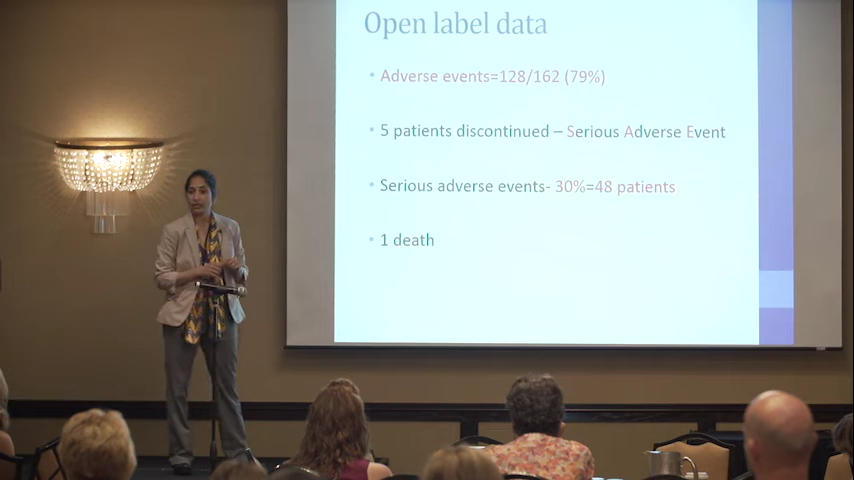 Open label data
• Adverse events=128/162 (79%)
• 5 patients discontinued – Serious Adverse Event
• Serious adverse events- 30%=48 patients
• 1 death